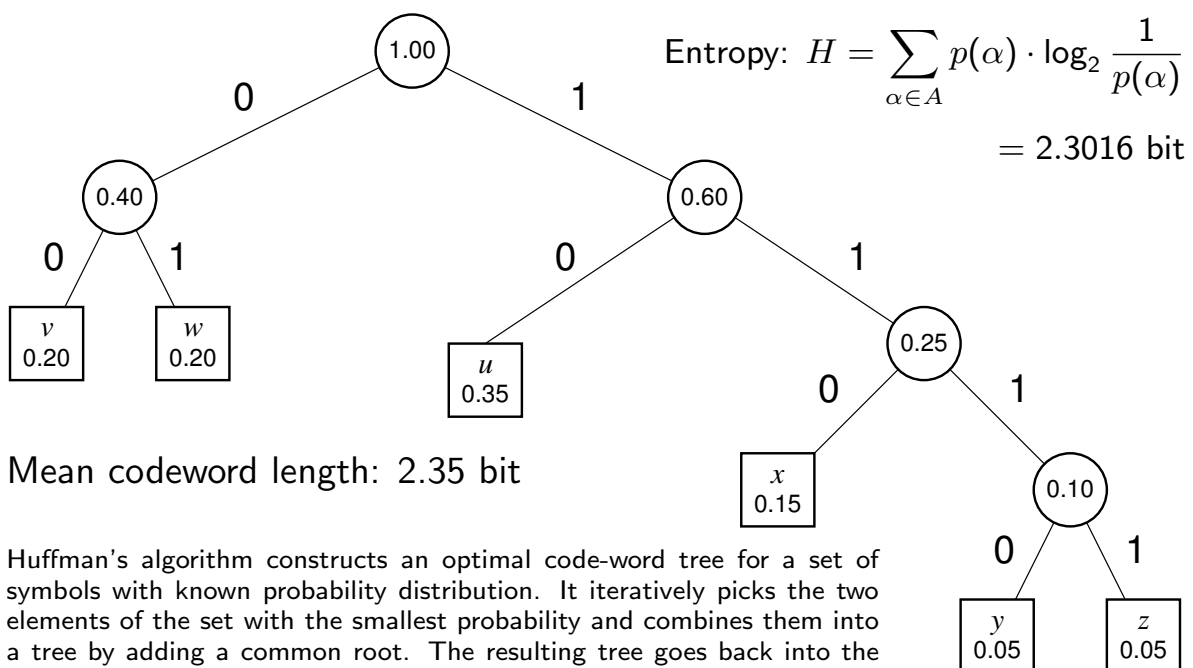 1.00
Entropy: H = ∑ α∈A p(α) · log₂ 1/p(α)
0 1
= 2.3016 bit
0.40 0.60
0 1 0 1
v w
0.20 0.20
0.25
u
0.35
0 1
Mean codeword length: 2.35 bit
x
0.15
0.10
Huffman's algorithm constructs an optimal code-word tree for a set of
symbols with known probability distribution. It iteratively picks the two
elements of the set with the smallest probability and combines them into
a tree by adding a common root. The resulting tree goes back into the
0 1
y z
0.05 0.05